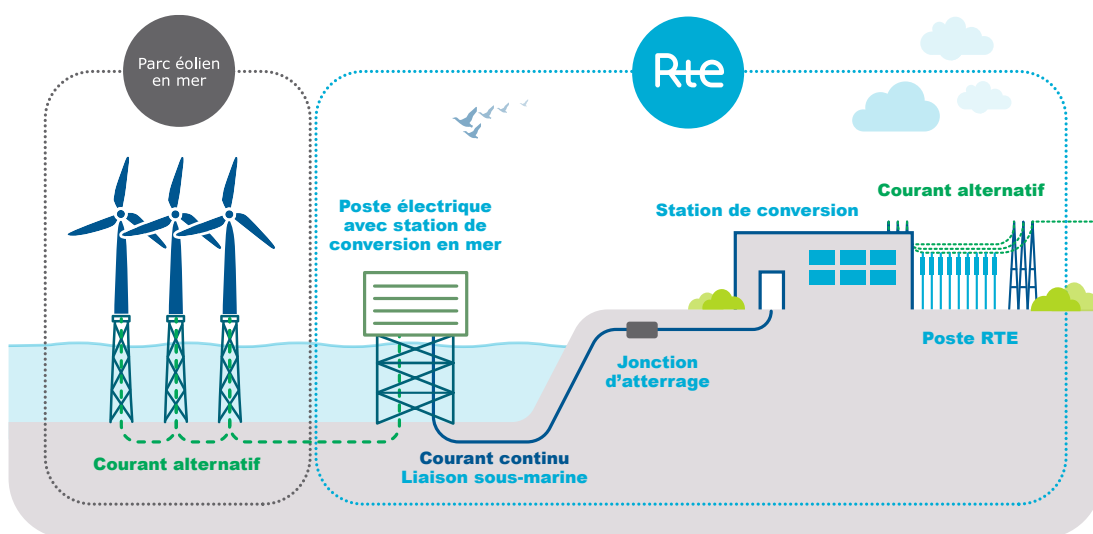 Parc éolien
en mer
Rte
Poste électrique
avec station de
conversion en mer
Station de conversion
Courant alternatif
Jonction
d'atterrage
Poste RTE
Courant alternatif
Courant continu
Liaison sous-marine